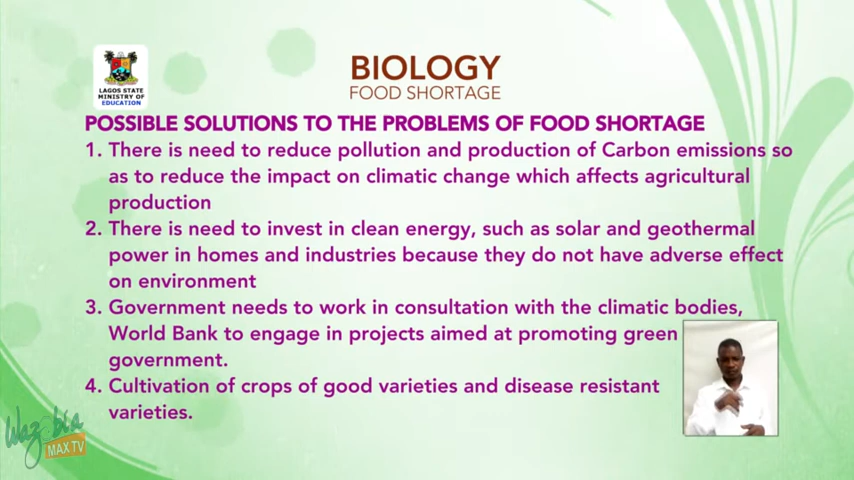 BIOLOGY
FOOD SHORTAGE
LAGOS STATE
MINISTRY OF
EDUCATION
POSSIBLE SOLUTIONS TO THE PROBLEMS OF FOOD SHORTAGE
1. There is need to reduce pollution and production of Carbon emissions so
as to reduce the impact on climatic change which affects agricultural
production
2. There is need to invest in clean energy, such as solar and geothermal
power in homes and industries because they do not have adverse effect
on environment
3. Government needs to work in consultation with the climatic bodies,
World Bank to engage in projects aimed at promoting green
government.
4. Cultivation of crops of good varieties and disease resistant
varieties.
Wazobia
MAX TV